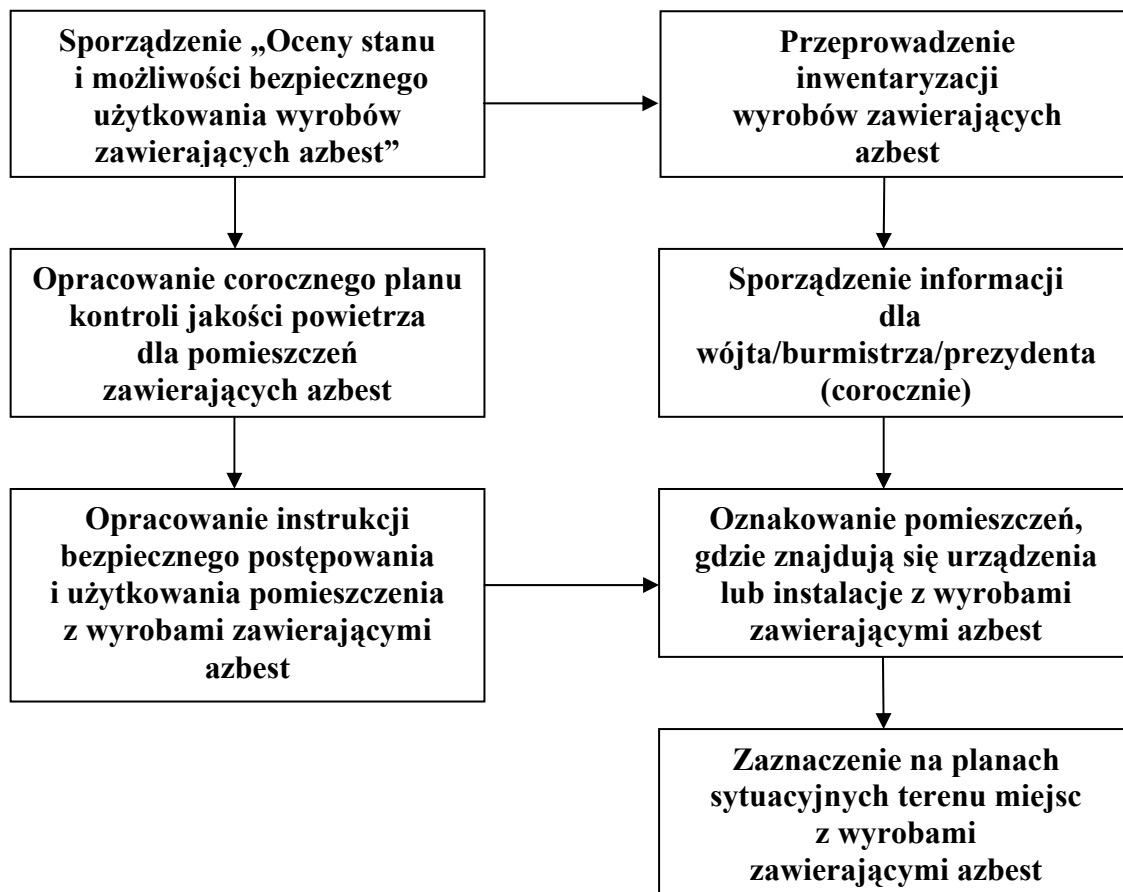 Sporządzenie „Oceny stanu
i możliwości bezpiecznego
użytkowania wyrobów
zawierających azbest”
Przeprowadzenie
inwentaryzacji
wyrobów zawierających
azbest
Opracowanie corocznego planu
kontroli jakości powietrza
dla pomieszczeń
zawierających azbest
Sporządzenie informacji
dla
wójta/burmistrza/prezydenta
(corocznie)
Opracowanie instrukcji
bezpiecznego postępowania
i użytkowania pomieszczenia
z wyrobami zawierającymi
azbest
Oznakowanie pomieszczeń,
gdzie znajdują się urządzenia
lub instalacje z wyrobami
zawierającymi azbest
Zaznaczenie na planach
sytuacyjnych terenu miejsc
z wyrobami
zawierającymi azbest